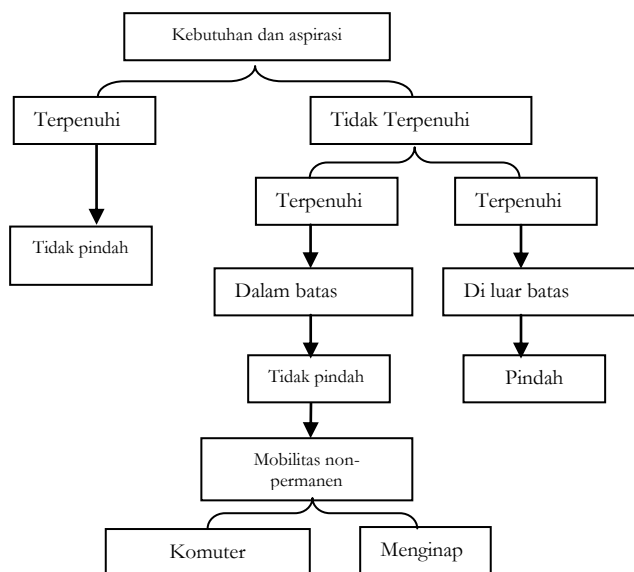 Kebutuhan dan aspirasi
Terpenuhi
Tidak Terpenuhi
Terpenuhi
Terpenuhi
Tidak pindah
Dalam batas
Di luar batas
Tidak pindah
Pindah
Mobilitas non-
permanen
Komuter
Menginap